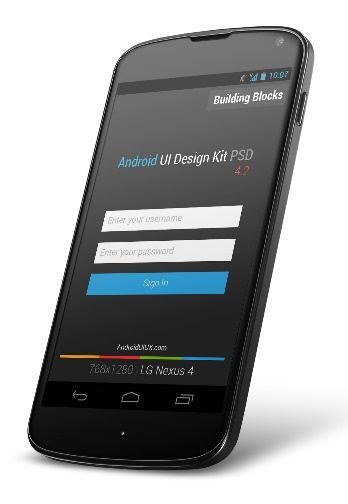 10:07
Building Blocks
Android UI Design Kit PSD
4.2
Enter your username
Enter your password
Sign In
AndroidUIUX.com
768x1280 | LG Nexus 4